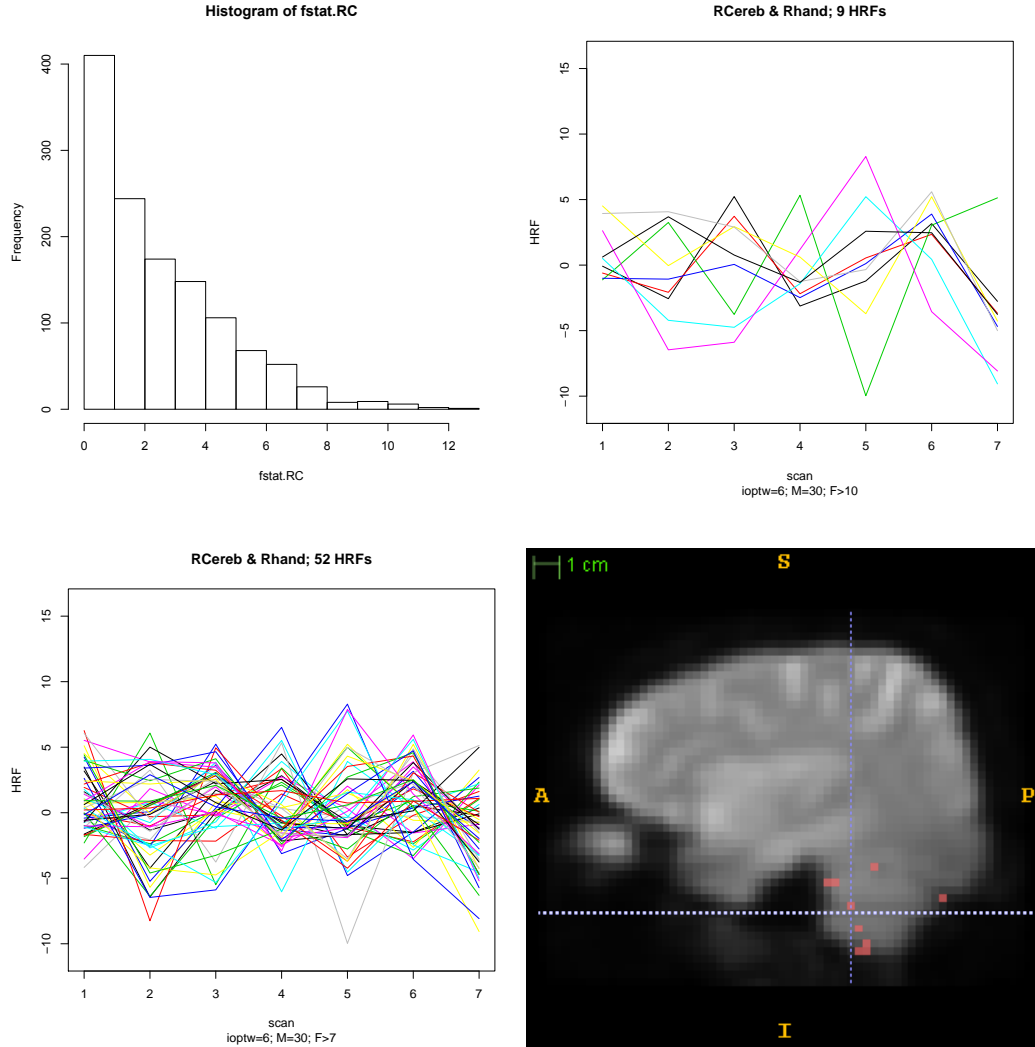 Histogram of fstat.RC
Frequency
0 100 200 300 400
0 2 4 6 8 10 12
fstat.RC
RCereb & Rhand; 9 HRFs
HRF
−10 −5 0 5 10 15
1 2 3 4 5 6 7
scan
ioptw=6; M=30; F>10
RCereb & Rhand; 52 HRFs
HRF
−10 −5 0 5 10 15
1 2 3 4 5 6 7
scan
ioptw=6; M=30; F>7
1 cm
S
A
P
I